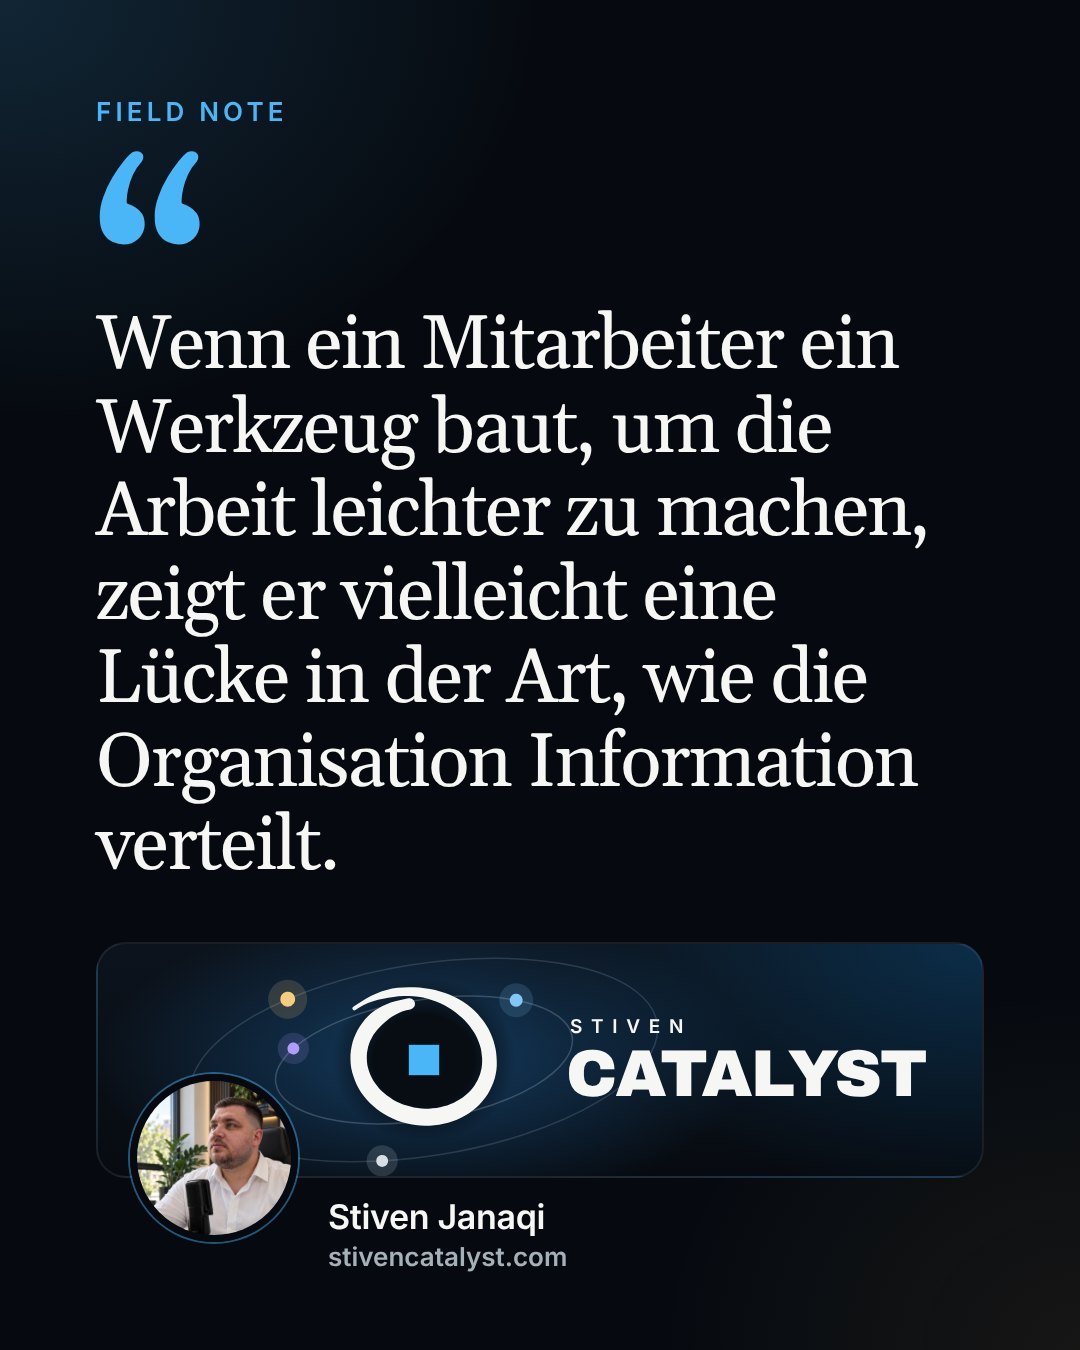 FIELD NOTE
“
Wenn ein Mitarbeiter ein
Werkzeug baut, um die
Arbeit leichter zu machen,
zeigt er vielleicht eine
Lücke in der Art, wie die
Organisation Information
verteilt.
STIVEN
CATALYST
Stiven Janaqi
stivencatalyst.com